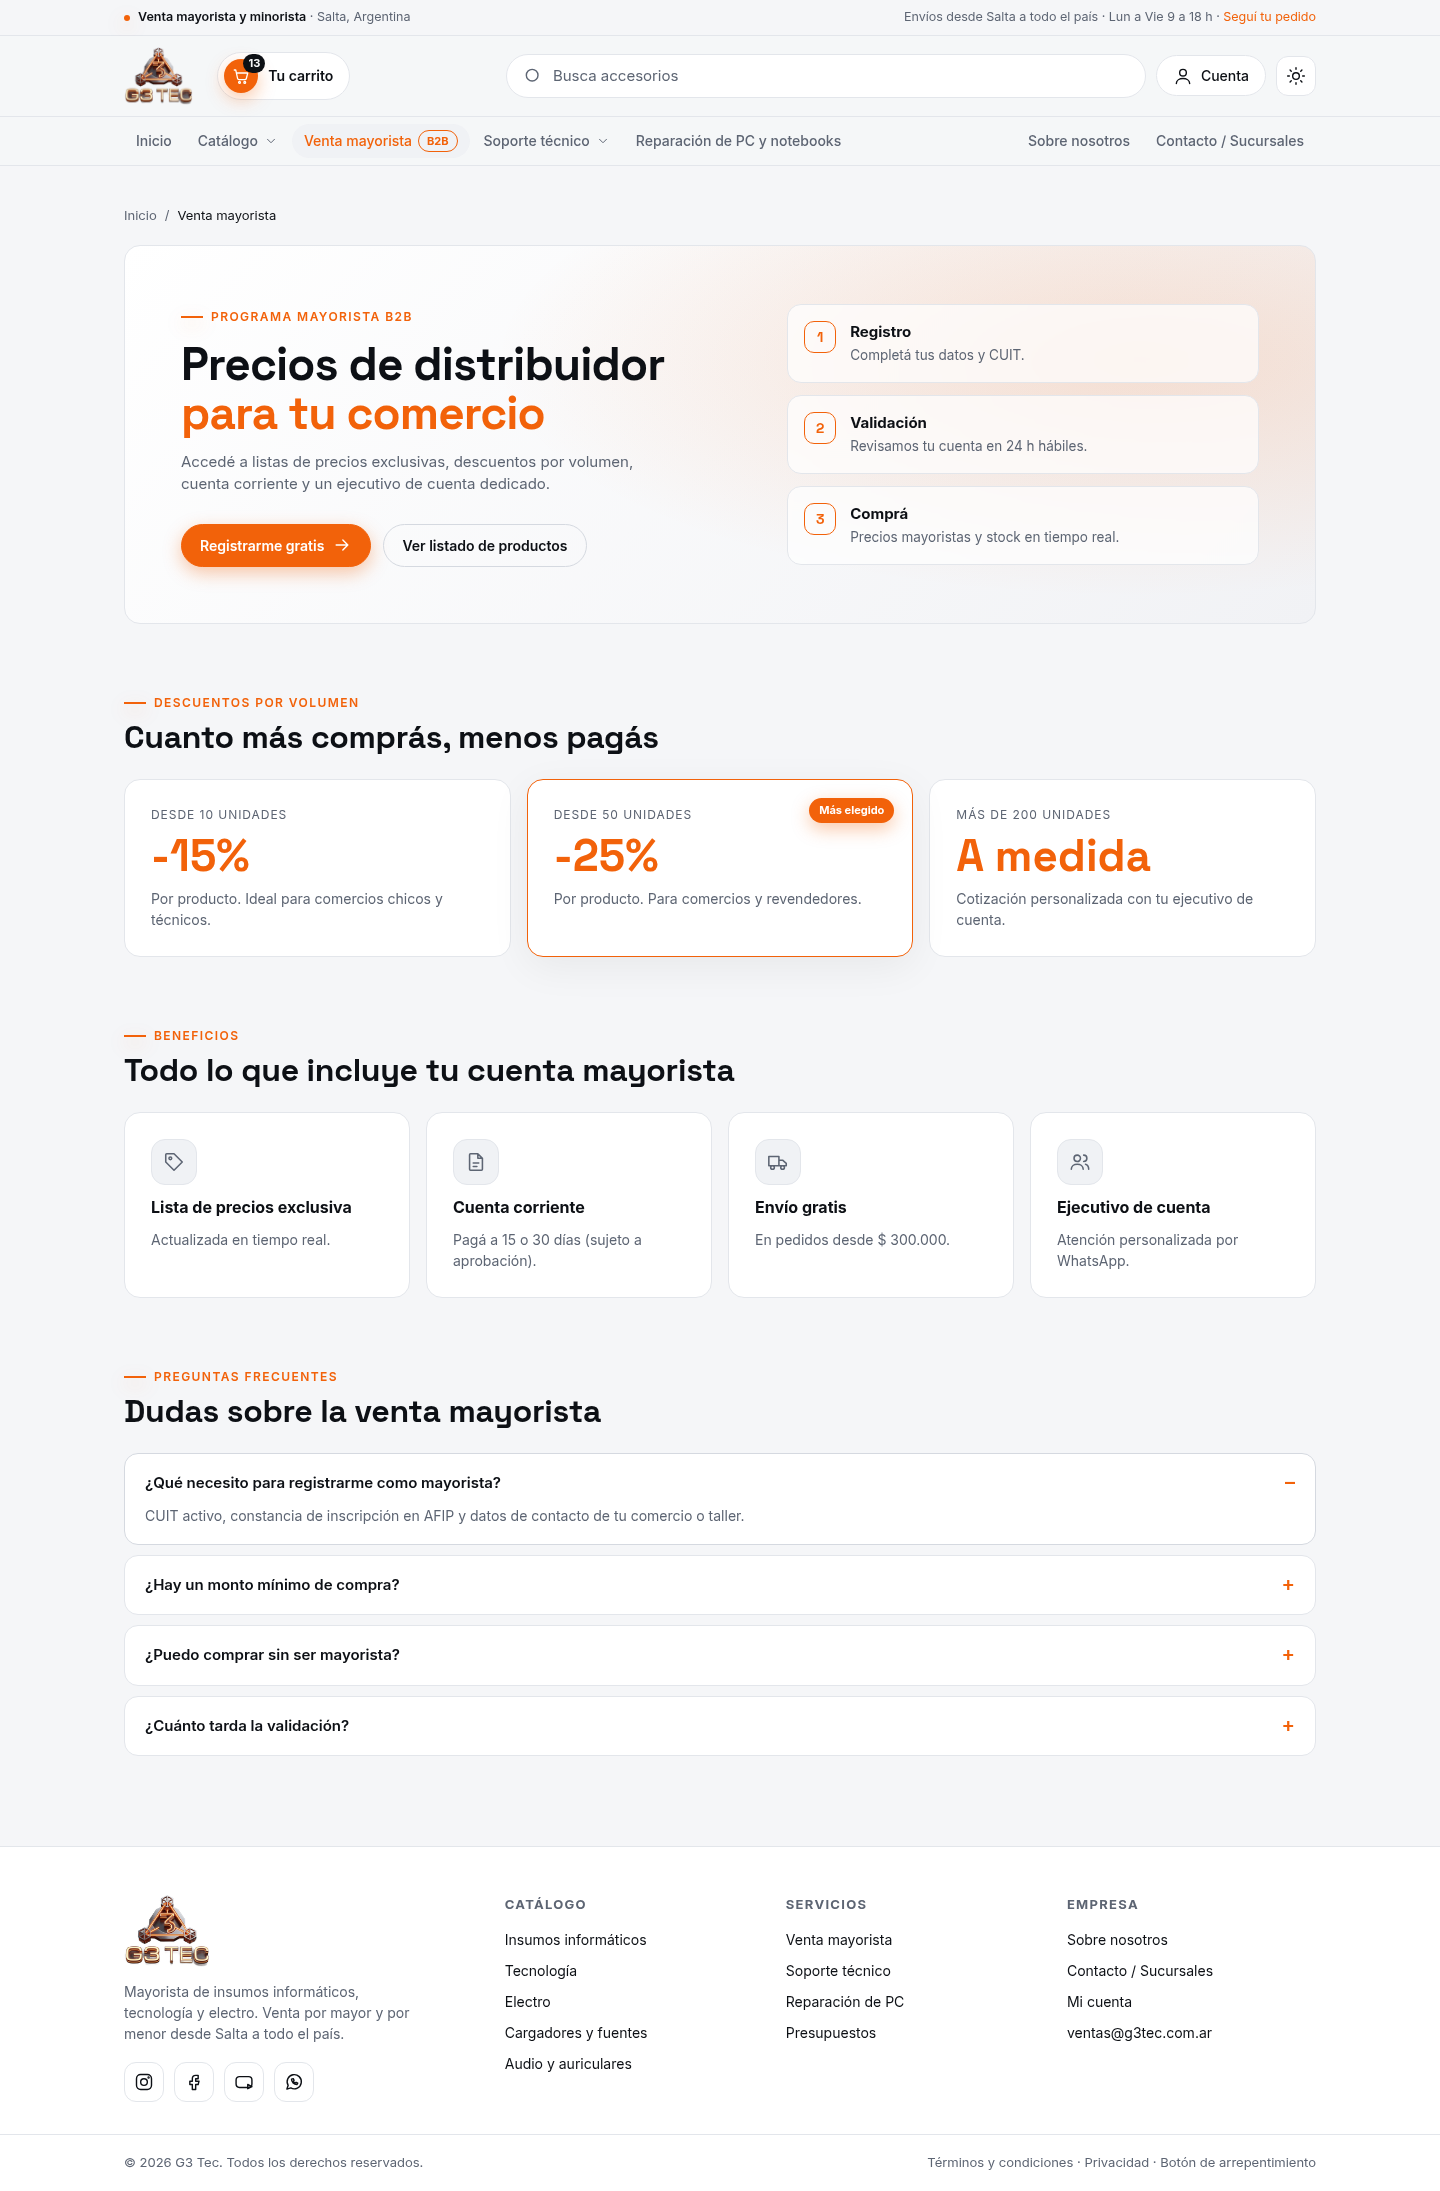 Venta mayorista y minorista · Salta, Argentina
Envíos desde Salta a todo el país · Lun a Vie 9 a 18 h · Seguí tu pedido
G3 TEC
13
Tu carrito
Busca accesorios
Cuenta
Inicio
Catálogo
Venta mayorista B2B
Soporte técnico
Reparación de PC y notebooks
Sobre nosotros
Contacto / Sucursales
Inicio / Venta mayorista
PROGRAMA MAYORISTA B2B
Precios de distribuidor
para tu comercio
Accedé a listas de precios exclusivas, descuentos por volumen,
cuenta corriente y un ejecutivo de cuenta dedicado.
Registrarme gratis
Ver listado de productos
1
Registro
Completá tus datos y CUIT.
2
Validación
Revisamos tu cuenta en 24 h hábiles.
3
Comprá
Precios mayoristas y stock en tiempo real.
DESCUENTOS POR VOLUMEN
Cuanto más comprás, menos pagás
DESDE 10 UNIDADES
-15%
Por producto. Ideal para comercios chicos y
técnicos.
DESDE 50 UNIDADES
Más elegido
-25%
Por producto. Para comercios y revendedores.
MÁS DE 200 UNIDADES
A medida
Cotización personalizada con tu ejecutivo de
cuenta.
BENEFICIOS
Todo lo que incluye tu cuenta mayorista
Lista de precios exclusiva
Actualizada en tiempo real.
Cuenta corriente
Pagá a 15 o 30 días (sujeto a
aprobación).
Envío gratis
En pedidos desde $ 300.000.
Ejecutivo de cuenta
Atención personalizada por
WhatsApp.
PREGUNTAS FRECUENTES
Dudas sobre la venta mayorista
¿Qué necesito para registrarme como mayorista?
CUIT activo, constancia de inscripción en AFIP y datos de contacto de tu comercio o taller.
¿Hay un monto mínimo de compra?
¿Puedo comprar sin ser mayorista?
¿Cuánto tarda la validación?
3
G3 TEC
Mayorista de insumos informáticos,
tecnología y electro. Venta por mayor y por
menor desde Salta a todo el país.
CATÁLOGO
Insumos informáticos
Tecnología
Electro
Cargadores y fuentes
Audio y auriculares
SERVICIOS
Venta mayorista
Soporte técnico
Reparación de PC
Presupuestos
EMPRESA
Sobre nosotros
Contacto / Sucursales
Mi cuenta
ventas@g3tec.com.ar
© 2026 G3 Tec. Todos los derechos reservados.
Términos y condiciones · Privacidad · Botón de arrepentimiento